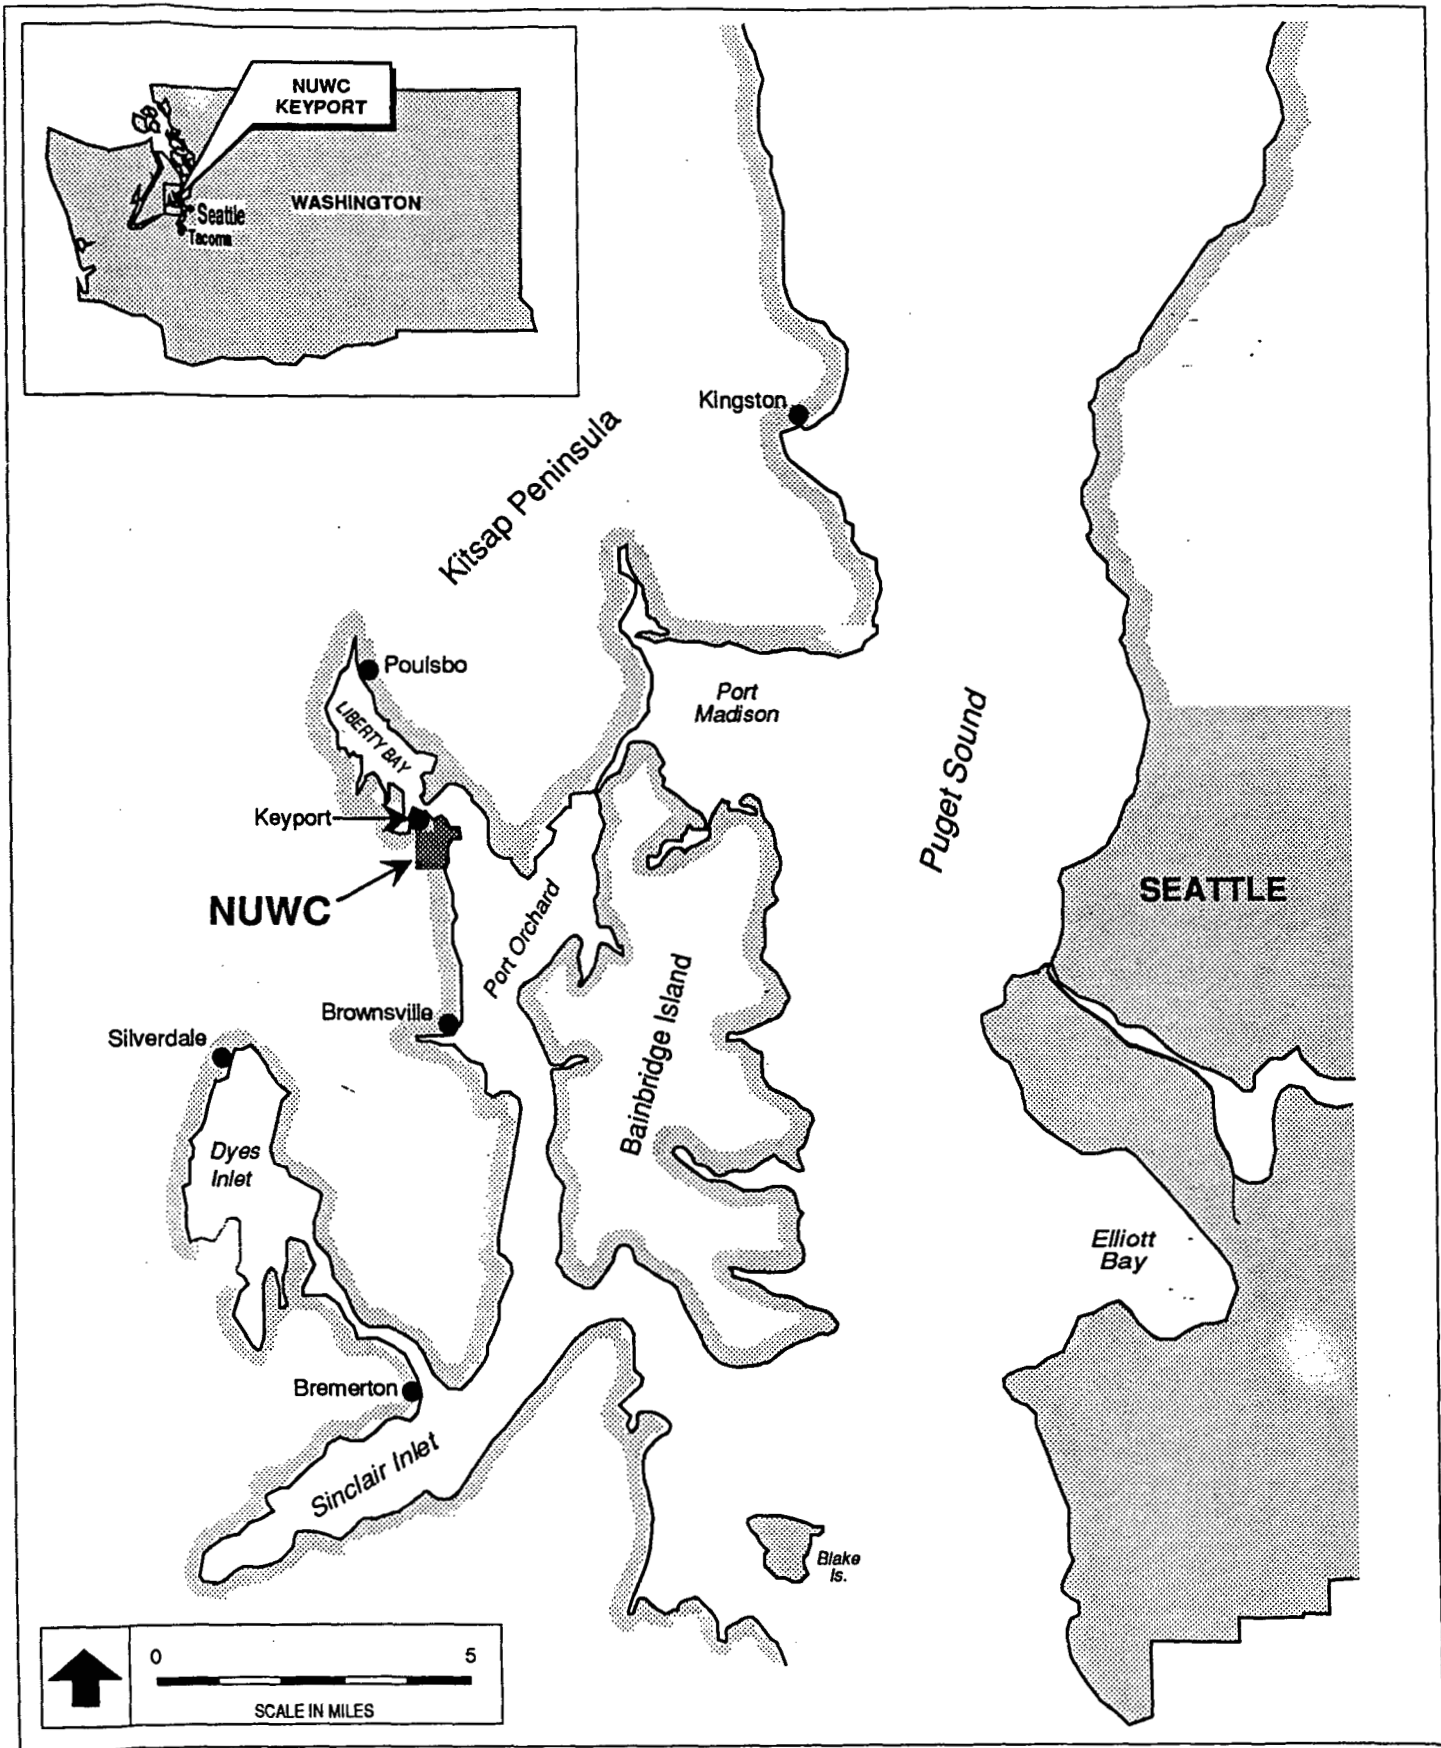 NUWC
KEYPORT
WASHINGTON
Seattle
Tacoma
Kingston
Kitsap Peninsula
Poulsbo
Port
Madison
LIBERTY BAY
Puget Sound
Keyport
SEATTLE
NUWC
Port Orchard
Bainbridge Island
Brownsville
Silverdale
Dyes
Inlet
Elliott
Bay
Bremerton
Sinclair Inlet
Blake
Is.
0 5
SCALE IN MILES